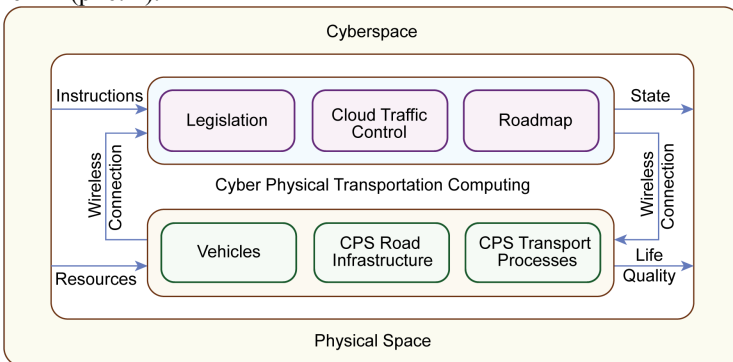 Cyberspace
Instructions
Legislation
Cloud Traffic
Control
Roadmap
State
Wireless
Connection
Cyber Physical Transportation Computing
Wireless
Connection
Vehicles
CPS Road
Infrastructure
CPS Transport
Processes
Resources
Life
Quality
Physical Space